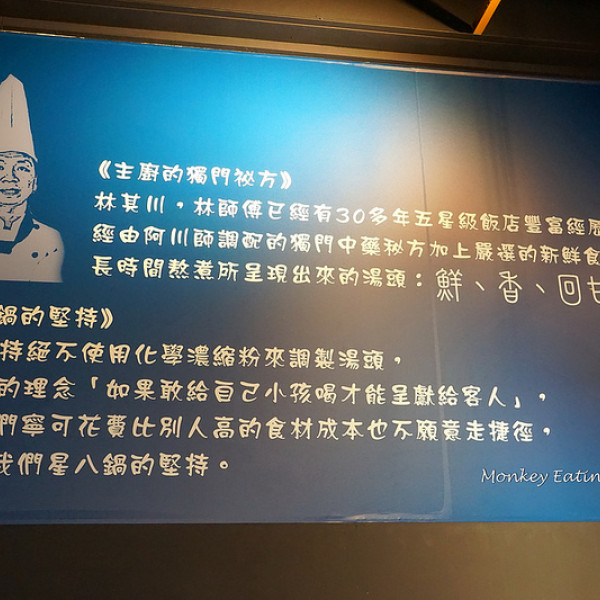 《主廚的獨門祕方》
林其川，林師傅已經有30多年五星級飯店豐富經
經由阿川師調配的獨門中藥秘方加上嚴選的新鮮食
長時間熬煮所呈現出來的湯頭：鮮、香、回甘
鍋的堅持》
持絕不使用化學濃縮粉來調製湯頭，
的理念「如果敢給自己小孩喝才能呈獻給客人」，
們寧可花費比別人高的食材成本也不願意走捷徑，
我們星八鍋的堅持。
Monkey Eatin